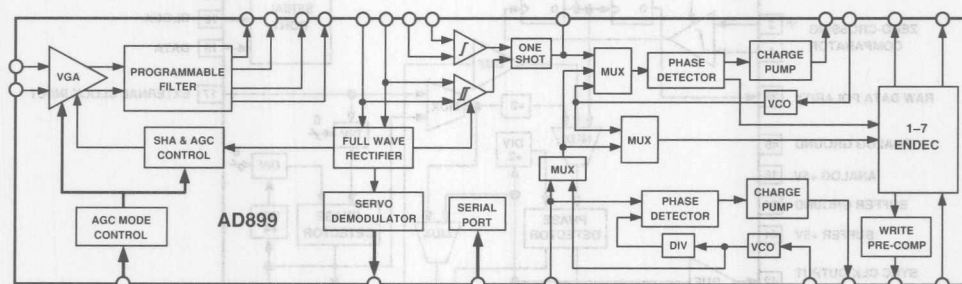 VGA
PROGRAMMABLE
FILTER
SHA & AGC
CONTROL
AGC MODE
CONTROL
AD899
FULL WAVE
RECTIFIER
SERVO
DEMODULATOR
SERIAL
PORT
ONE
SHOT
MUX
PHASE
DETECTOR
CHARGE
PUMP
VCO
MUX
MUX
PHASE
DETECTOR
CHARGE
PUMP
DIV
VCO
1–7
ENDEC
WRITE
PRE-COMP